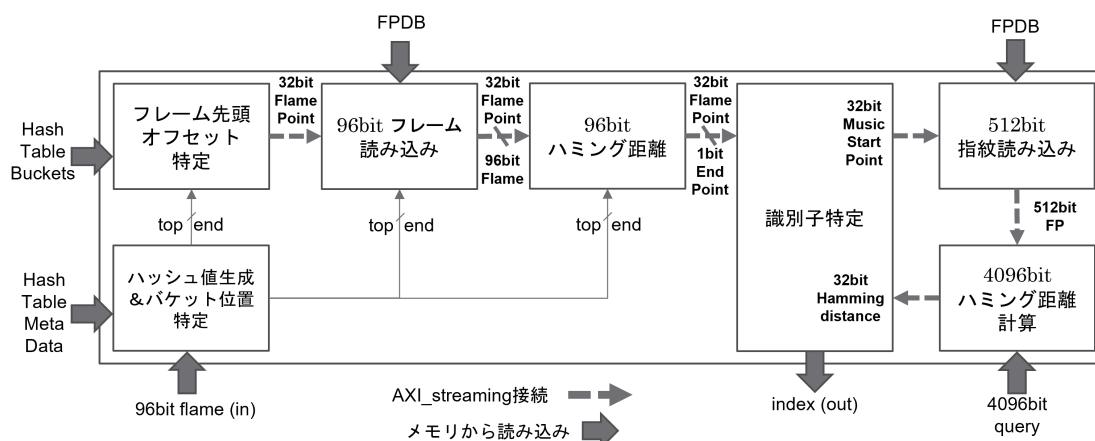 FPDB
FPDB
32bit
Flame
Point
32bit
Flame
Point
96bit
Flame
32bit
Flame
Point
1bit
End
Point
Hash
Table
Buckets
フレーム先頭
オフセット
特定
96bit フレーム
読み込み
96bit
ハミング距離
32bit
Music
Start
Point
512bit
指紋読み込み
top
end
top
end
top
end
識別子特定
512bit
FP
Hash
Table
Meta
Data
ハッシュ値生成
&バケット位置
特定
32bit
Hamming
distance
4096bit
ハミング距離
計算
96bit flame (in)
AXI_streaming接続
メモリから読み込み
index (out)
4096bit
query